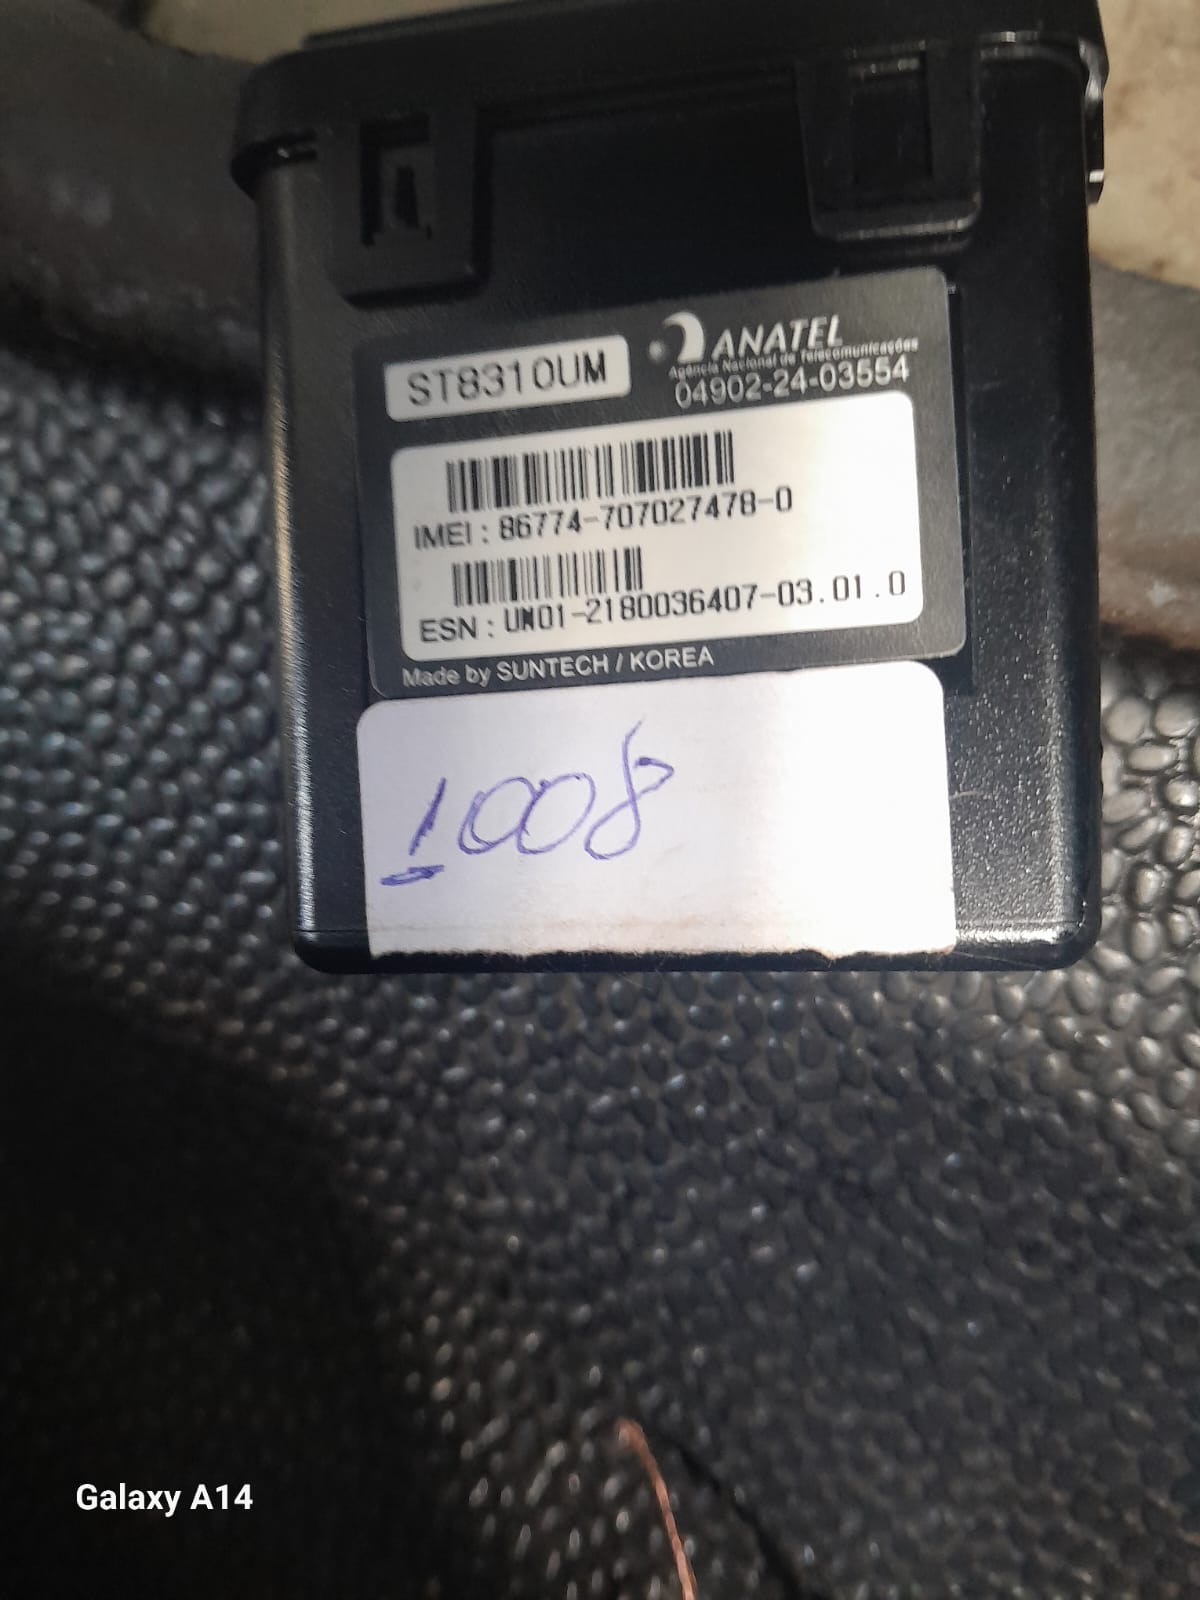 ST8310UM
ANATEL
Agência Nacional de Telecomunicações
04902-24-03554
IMEI : 86774-707027478-0
ESN : UM01-2180036407-03.01.0
Made by SUNTECH / KOREA
1008
Galaxy A14